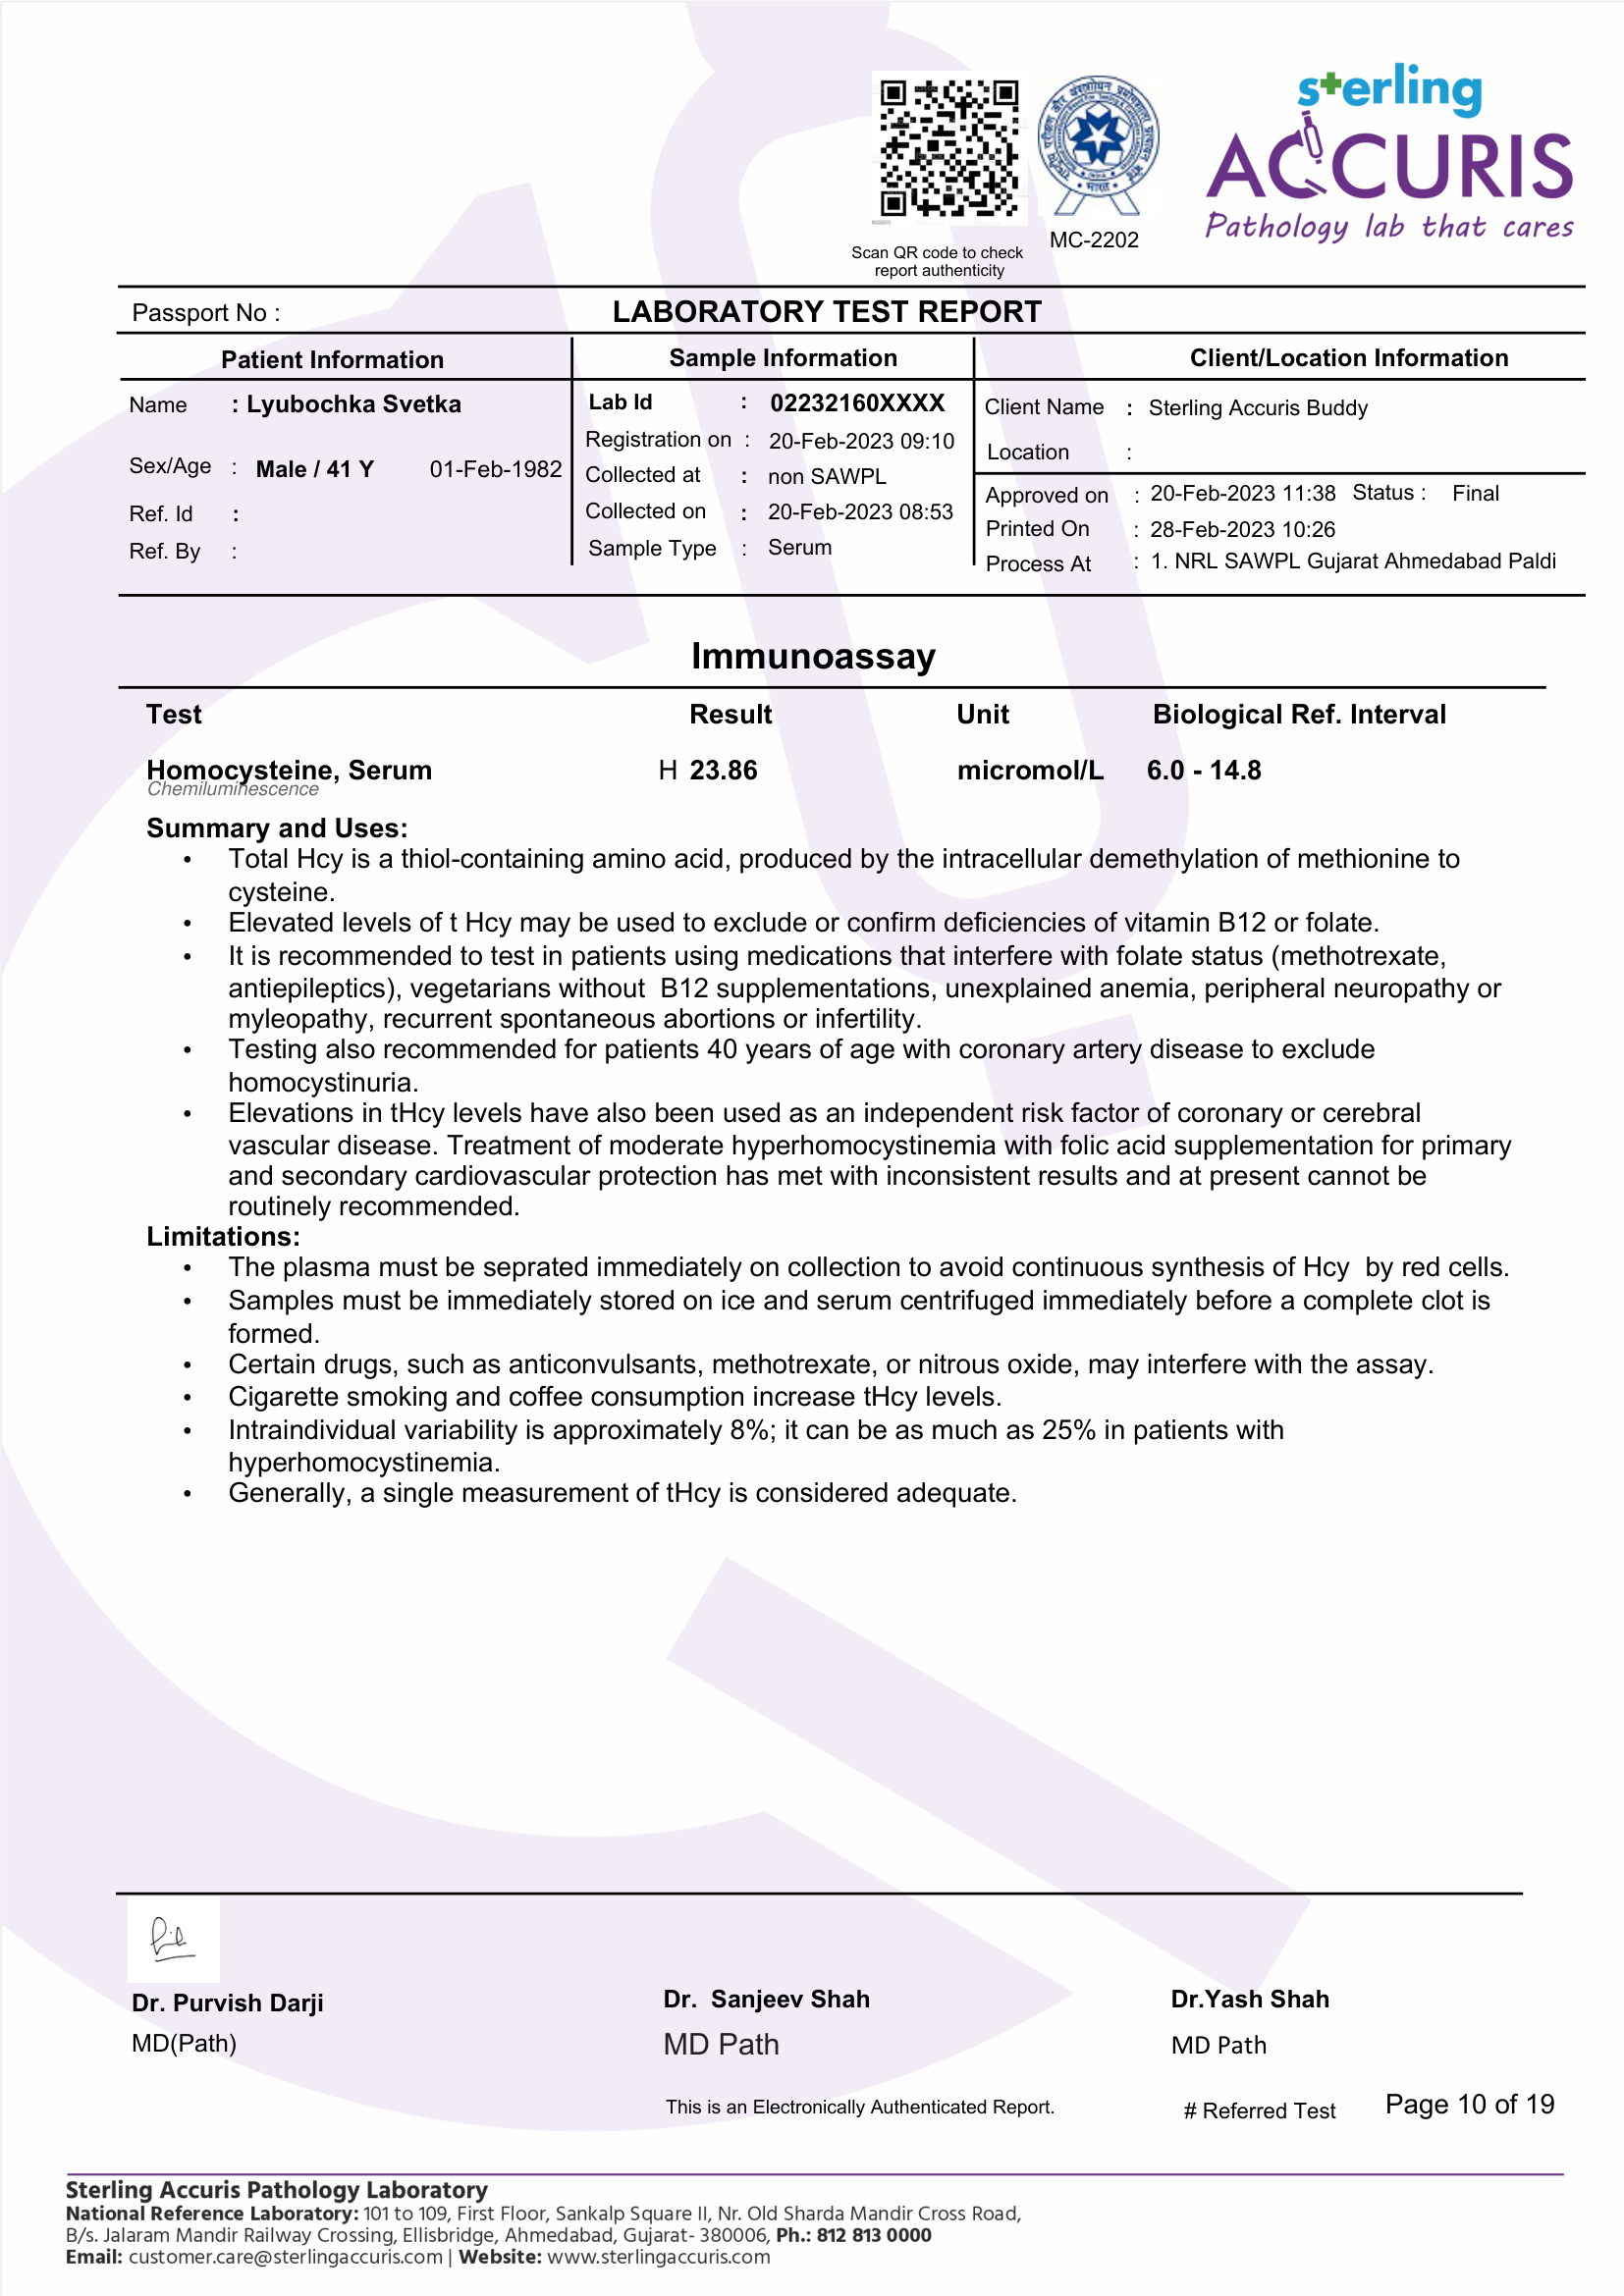 sterling
ACCURIS
Pathology lab that cares
MC-2202
Scan QR code to check
report authenticity
Passport No :
LABORATORY TEST REPORT
Patient Information
Sample Information
Client/Location Information
Name : Lyubochka Svetka
Sex/Age : Male / 41 Y 01-Feb-1982
Ref. Id :
Ref. By :
Lab Id : 02232160XXXX
Registration on : 20-Feb-2023 09:10
Collected at : non SAWPL
Collected on : 20-Feb-2023 08:53
Sample Type : Serum
Client Name : Sterling Accuris Buddy
Location :
Approved on : 20-Feb-2023 11:38 Status : Final
Printed On : 28-Feb-2023 10:26
Process At : 1. NRL SAWPL Gujarat Ahmedabad Paldi
Immunoassay
Test Result Unit Biological Ref. Interval
Homocysteine, Serum H 23.86 micromol/L 6.0 - 14.8
Chemiluminescence
Summary and Uses:
• Total Hcy is a thiol-containing amino acid, produced by the intracellular demethylation of methionine to
cysteine.
• Elevated levels of t Hcy may be used to exclude or confirm deficiencies of vitamin B12 or folate.
• It is recommended to test in patients using medications that interfere with folate status (methotrexate,
antiepileptics), vegetarians without B12 supplementations, unexplained anemia, peripheral neuropathy or
myleopathy, recurrent spontaneous abortions or infertility.
• Testing also recommended for patients 40 years of age with coronary artery disease to exclude
homocystinuria.
• Elevations in tHcy levels have also been used as an independent risk factor of coronary or cerebral
vascular disease. Treatment of moderate hyperhomocystinemia with folic acid supplementation for primary
and secondary cardiovascular protection has met with inconsistent results and at present cannot be
routinely recommended.
Limitations:
• The plasma must be seprated immediately on collection to avoid continuous synthesis of Hcy by red cells.
• Samples must be immediately stored on ice and serum centrifuged immediately before a complete clot is
formed.
• Certain drugs, such as anticonvulsants, methotrexate, or nitrous oxide, may interfere with the assay.
• Cigarette smoking and coffee consumption increase tHcy levels.
• Intraindividual variability is approximately 8%; it can be as much as 25% in patients with
hyperhomocystinemia.
• Generally, a single measurement of tHcy is considered adequate.
Dr. Purvish Darji
MD(Path)
Dr. Sanjeev Shah
MD Path
Dr.Yash Shah
MD Path
This is an Electronically Authenticated Report.
# Referred Test
Page 10 of 19
Sterling Accuris Pathology Laboratory
National Reference Laboratory: 101 to 109, First Floor, Sankalp Square II, Nr. Old Sharda Mandir Cross Road,
B/s. Jalaram Mandir Railway Crossing, Ellisbridge, Ahmedabad, Gujarat- 380006, Ph.: 812 813 0000
Email: customer.care@sterlingaccuris.com | Website: www.sterlingaccuris.com